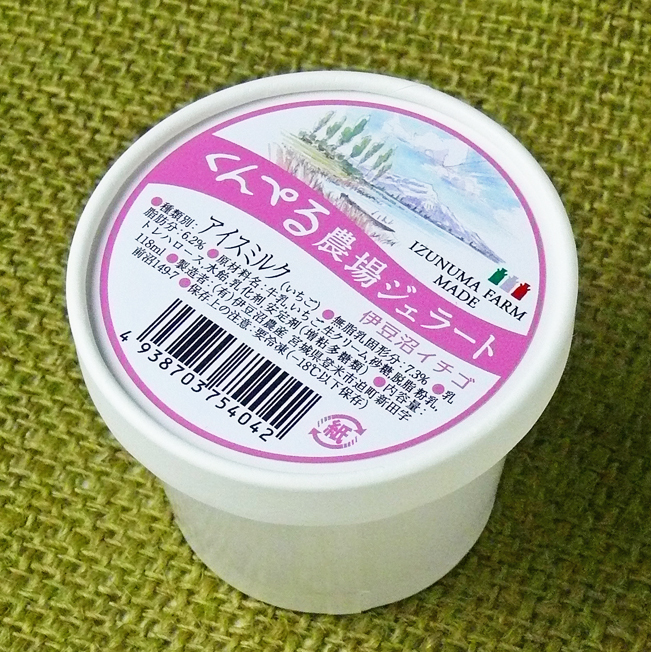 くんぺる農場ジェラート
IZUNUMA FARM
MADE
伊豆沼イチゴ
●種類別:アイスミルク(いちご)●無脂乳固形分:7.3%●乳
脂肪分:6.2%●原材料名:牛乳,いちご,生クリーム,砂糖,脱脂粉乳,
トレハロース,水飴,乳化剤,安定剤(増粘多糖類)●内容量:
118ml●製造者:(有)伊豆沼農産 宮城県登米市迫町新田字
前沼149-7●保存上の注意:要冷凍(−18℃以下保存)
4 938703 754042
紙